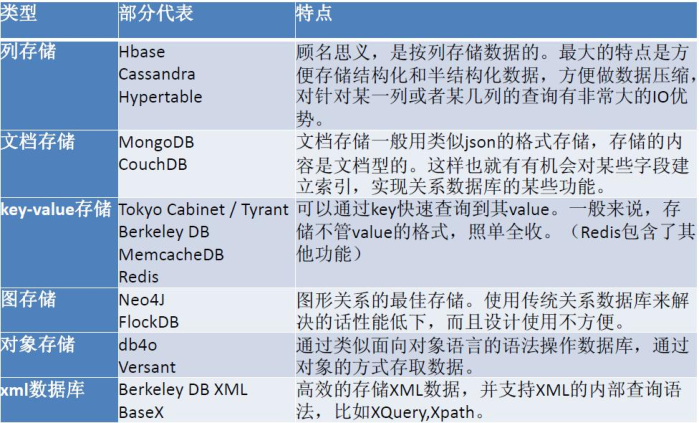 类型 部分代表 特点
列存储 Hbase 顾名思义，是按列存储数据的。最大的特点是方
Cassandra 便存储结构化和半结构化数据，方便做数据压缩，
Hypertable 对针对某一列或者某几列的查询有非常大的IO优
势。
文档存储 MongoDB 文档存储一般用类似json的格式存储，存储的内
CouchDB 容是文档型的。这样也就有有机会对某些字段建
立索引，实现关系数据库的某些功能。
key-value存储 Tokyo Cabinet / Tyrant 可以通过key快速查询到其value。一般来说，存
Berkeley DB 储不管value的格式，照单全收。（Redis包含了其
MemcacheDB 他功能）
Redis
图存储 Neo4J 图形关系的最佳存储。使用传统关系数据库来解
FlockDB 决的话性能低下，而且设计使用不方便。
对象存储 db4o 通过类似面向对象语言的语法操作数据库，通过
Versant 对象的方式存取数据。
xml数据库 Berkeley DB XML 高效的存储XML数据，并支持XML的内部查询语
BaseX 法，比如XQuery,Xpath。